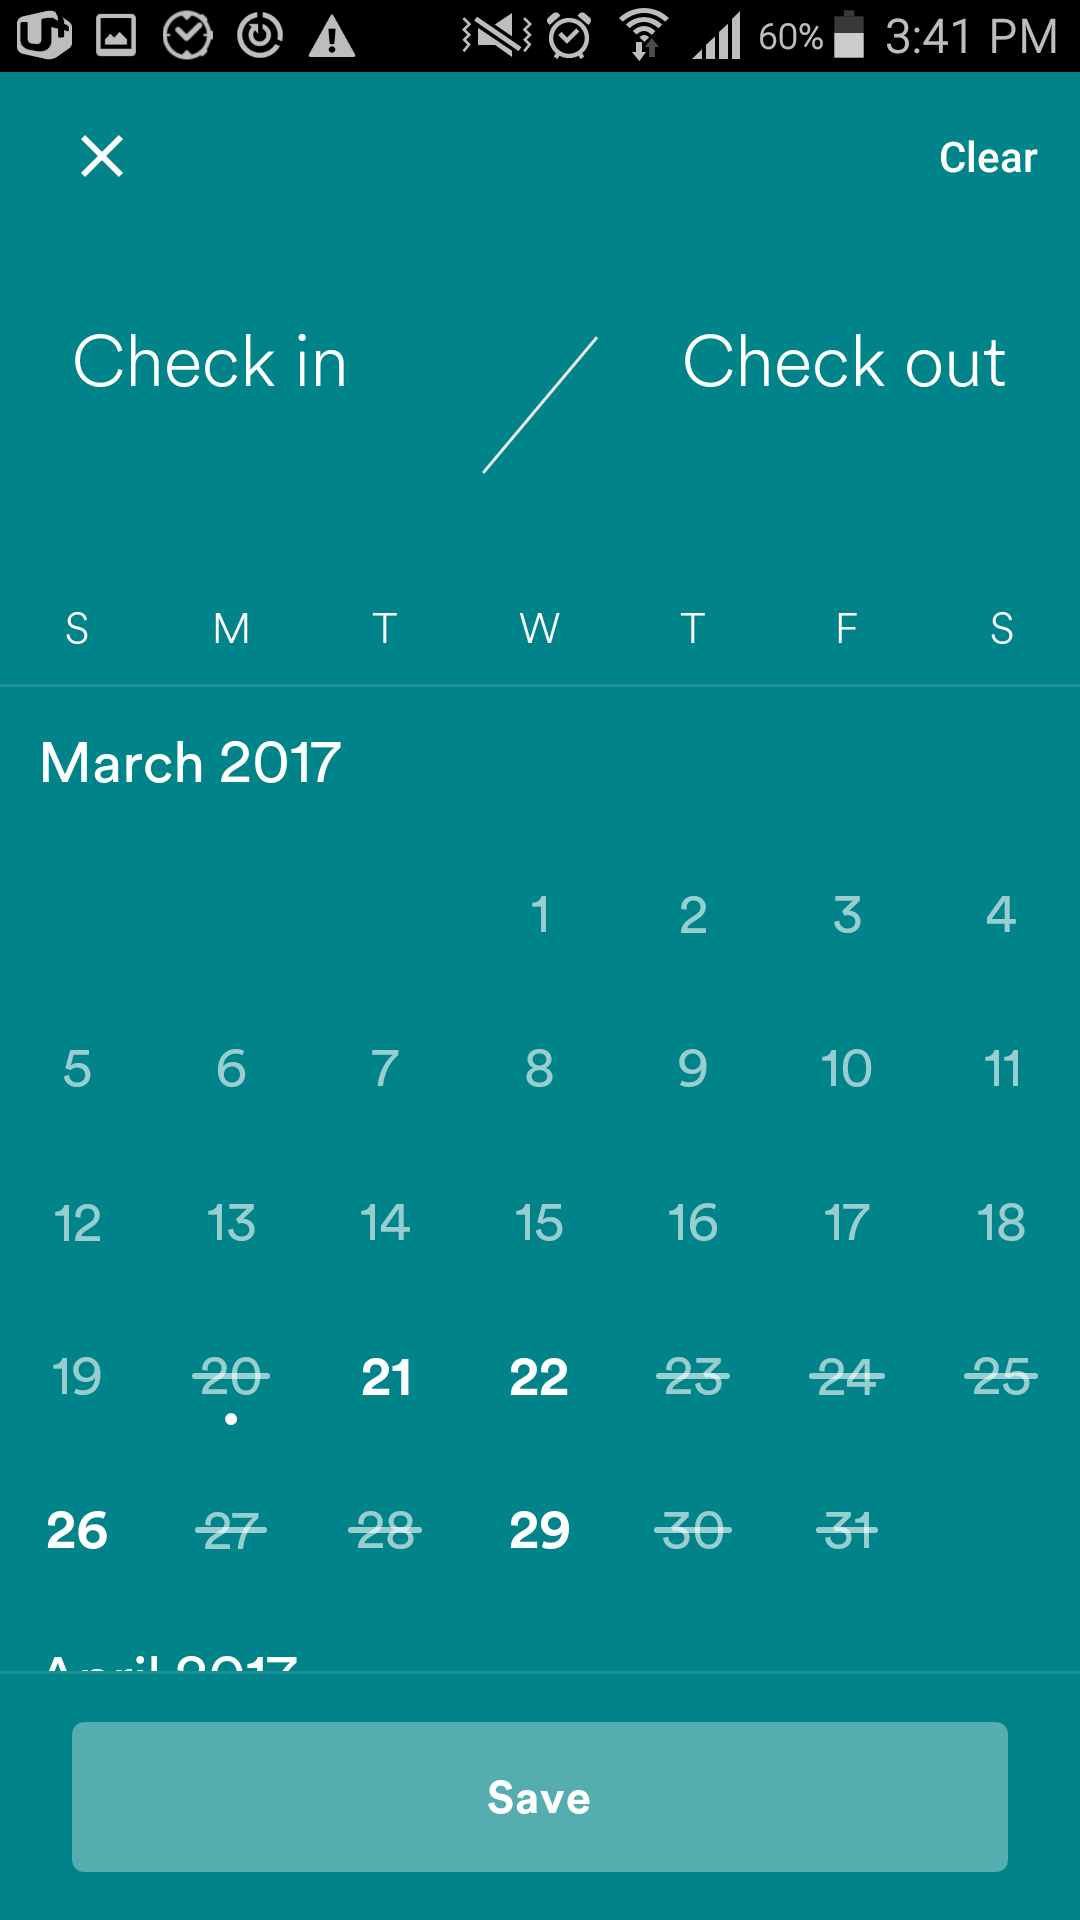 60% 3:41 PM
Clear
Check in / Check out
S M T W T F S
March 2017
1 2 3 4
5 6 7 8 9 10 11
12 13 14 15 16 17 18
19 20 21 22 23 24 25
26 27 28 29 30 31
April 2017
Save